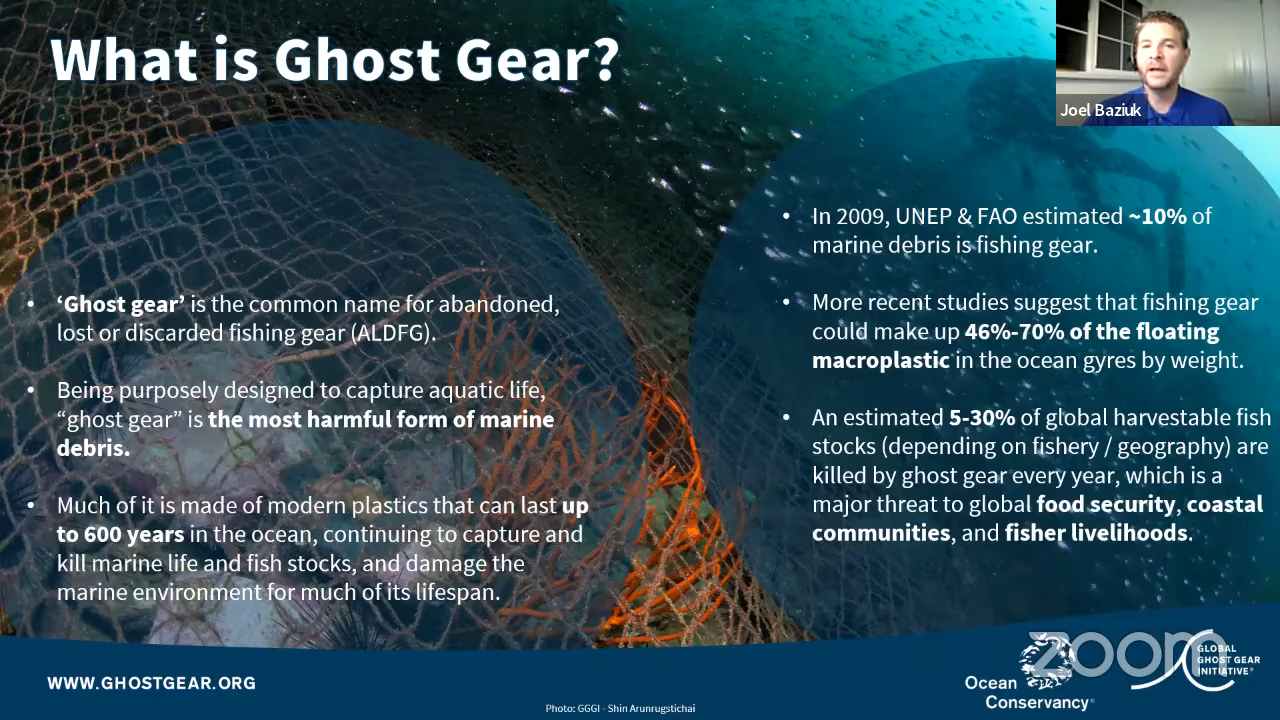 What is Ghost Gear?
Joel Baziuk
• ‘Ghost gear’ is the common name for abandoned,
lost or discarded fishing gear (ALDFG).
• Being purposely designed to capture aquatic life,
“ghost gear” is the most harmful form of marine
debris.
• Much of it is made of modern plastics that can last up
to 600 years in the ocean, continuing to capture and
kill marine life and fish stocks, and damage the
marine environment for much of its lifespan.
• In 2009, UNEP & FAO estimated ~10% of
marine debris is fishing gear.
• More recent studies suggest that fishing gear
could make up 46%-70% of the floating
macroplastic in the ocean gyres by weight.
• An estimated 5-30% of global harvestable fish
stocks (depending on fishery / geography) are
killed by ghost gear every year, which is a
major threat to global food security, coastal
communities, and fisher livelihoods.
WWW.GHOSTGEAR.ORG
Photo: GGGI - Shin Arunrugstichai
Ocean
Conservancy®
zoom
GLOBAL
GHOST GEAR
INITIATIVE®